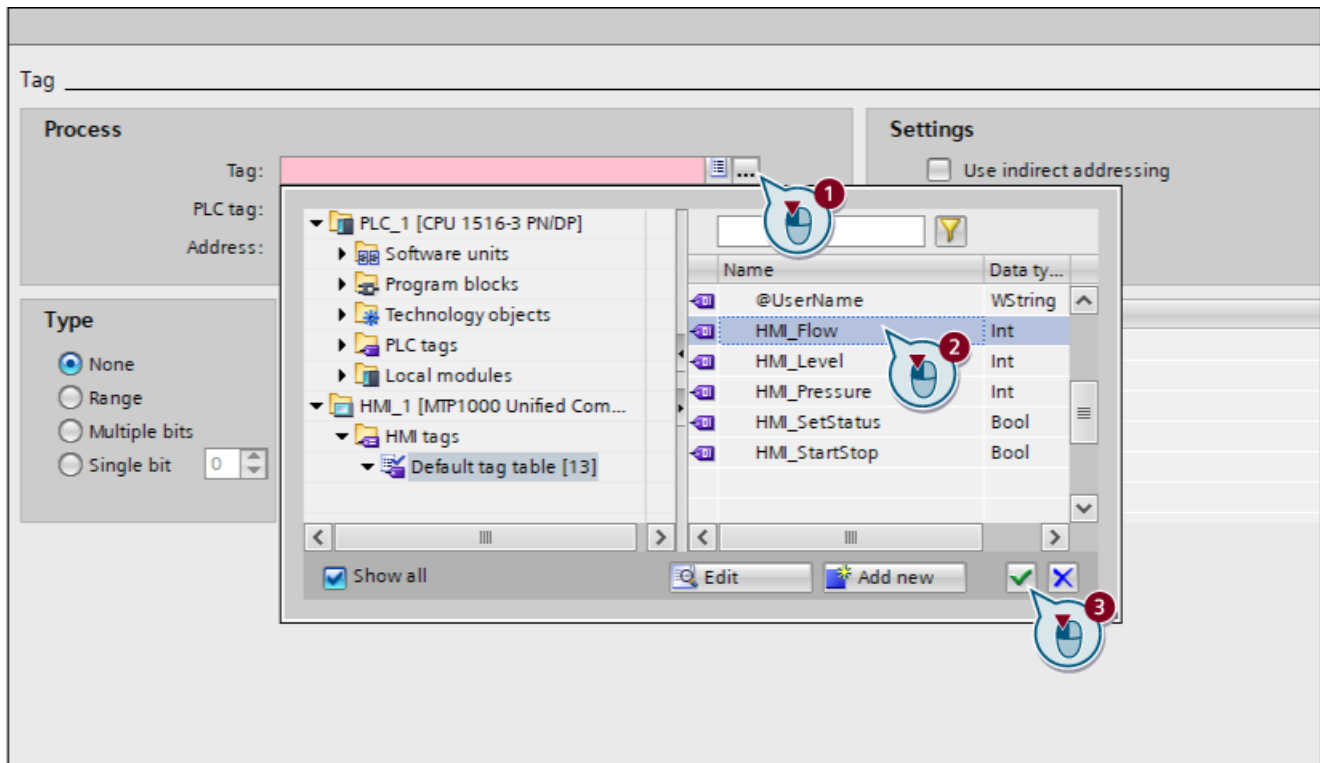 Tag
Process
Settings
Tag:
...
1
Use indirect addressing
PLC tag:
Address:
PLC_1 [CPU 1516-3 PN/DP]
Software units
Program blocks
Technology objects
PLC tags
Local modules
HMI_1 [MTP1000 Unified Com...
HMI tags
Default tag table [13]
Name Data ty...
@UserName WString
HMI_Flow Int
2
HMI_Level Int
HMI_Pressure Int
HMI_SetStatus Bool
HMI_StartStop Bool
Type
None
Range
Multiple bits
Single bit 0
Show all
Edit
Add new
3